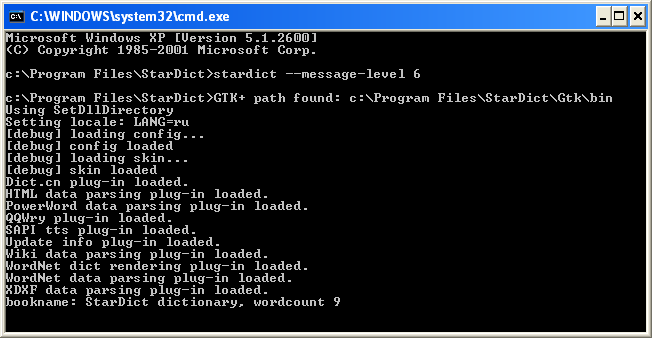 C:\WINDOWS\system32\cmd.exe
Microsoft Windows XP [Version 5.1.2600]
(C) Copyright 1985-2001 Microsoft Corp.
c:\Program Files\StarDict>stardict --message-level 6
c:\Program Files\StarDict>GTK+ path found: c:\Program Files\StarDict\Gtk\bin
Using SetDllDirectory
Setting locale: LANG=ru
[debug] loading config...
[debug] config loaded
[debug] loading skin...
[debug] skin loaded
Dict.cn plug-in loaded.
HTML data parsing plug-in loaded.
PowerWord data parsing plug-in loaded.
QQWry plug-in loaded.
SAPI tts plug-in loaded.
Update info plug-in loaded.
Wiki data parsing plug-in loaded.
WordNet dict rendering plug-in loaded.
WordNet data parsing plug-in loaded.
XDXF data parsing plug-in loaded.
bookname: StarDict dictionary, wordcount 9